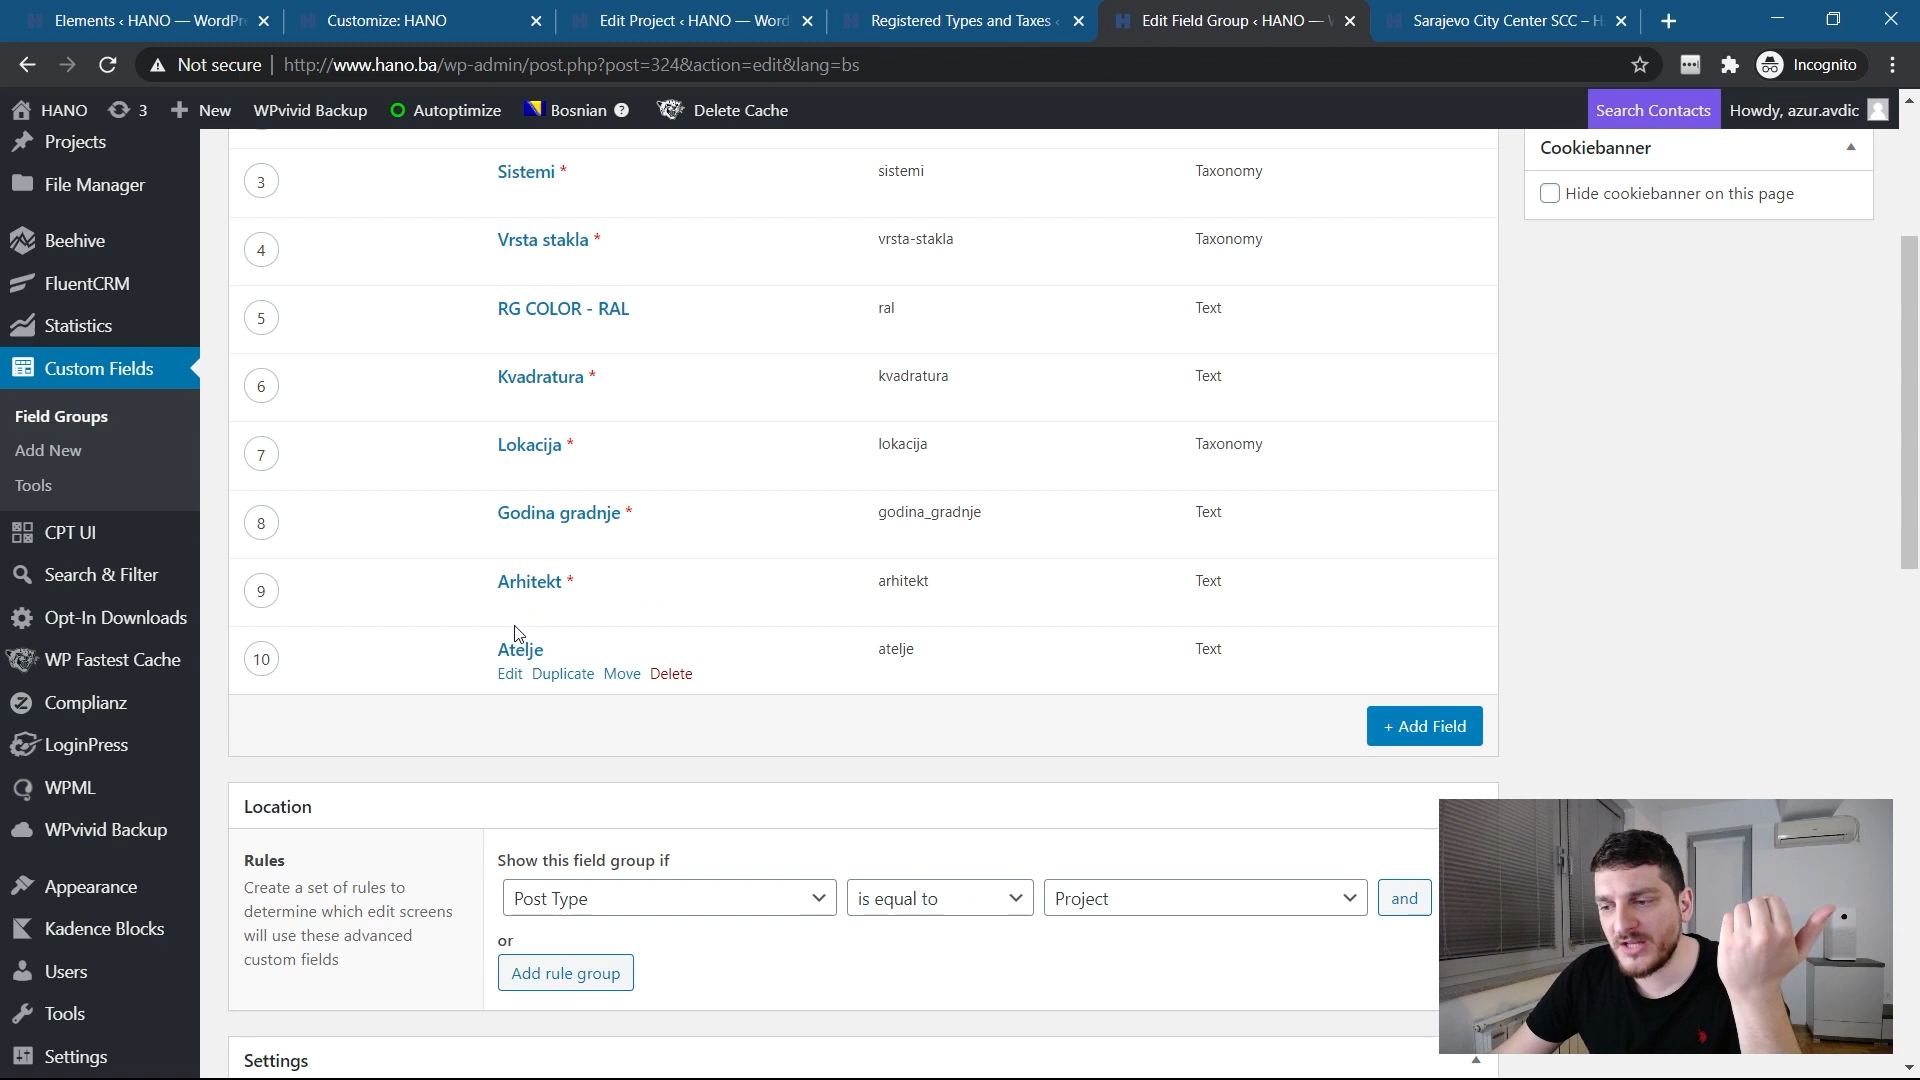 Elements ‹ HANO — WordPr
Customize: HANO
Edit Project ‹ HANO — Word
Registered Types and Taxes ‹
Edit Field Group ‹ HANO —
Sarajevo City Center SCC – H
Not secure
http://www.hano.ba/wp-admin/post.php?post=324&action=edit&lang=bs
Incognito
HANO
3
New
WPvivid Backup
Autoptimize
Bosnian
Delete Cache
Search Contacts
Howdy, azur.avdic
Projects
File Manager
Beehive
FluentCRM
Statistics
Custom Fields
Field Groups
Add New
Tools
CPT UI
Search & Filter
Opt-In Downloads
WP Fastest Cache
Complianz
LoginPress
WPML
WPvivid Backup
Appearance
Kadence Blocks
Users
Tools
Settings
3 Sistemi * sistemi Taxonomy
4 Vrsta stakla * vrsta-stakla Taxonomy
5 RG COLOR - RAL ral Text
6 Kvadratura * kvadratura Text
7 Lokacija * lokacija Taxonomy
8 Godina gradnje * godina_gradnje Text
9 Arhitekt * arhitekt Text
10 Atelje atelje Text
Edit Duplicate Move Delete
+ Add Field
Location
Rules
Create a set of rules to
determine which edit screens
will use these advanced
custom fields
Show this field group if
Post Type is equal to Project and
or
Add rule group
Settings
Cookiebanner
Hide cookiebanner on this page